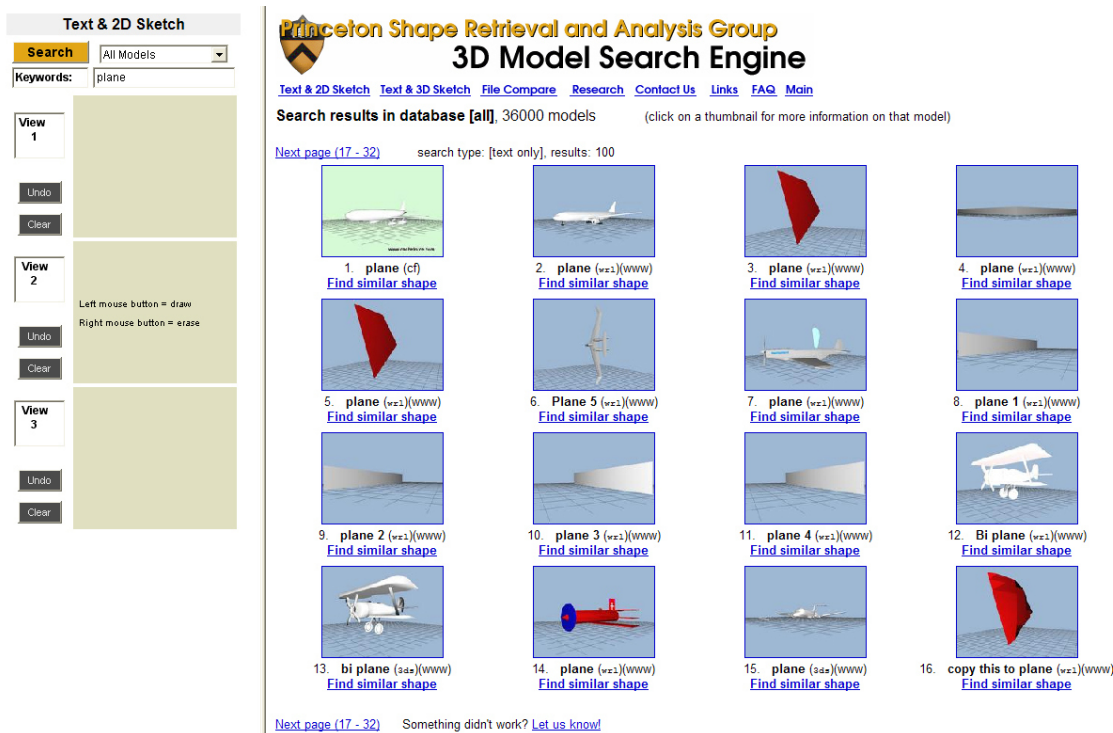 Text & 2D Sketch
Search
All Models
Keywords:
plane
View
1
Undo
Clear
View
2
Left mouse button = draw
Right mouse button = erase
Undo
Clear
View
3
Undo
Clear
Princeton Shape Retrieval and Analysis Group
3D Model Search Engine
Text & 2D Sketch Text & 3D Sketch File Compare Research Contact Us Links FAQ Main
Search results in database [all], 36000 models (click on a thumbnail for more information on that model)
Next page (17 - 32) search type: [text only], results: 100
1. plane (cf) 2. plane (wrl)(www) 3. plane (wrl)(www) 4. plane (wrl)(www)
Find similar shape Find similar shape Find similar shape Find similar shape
5. plane (wrl)(www) 6. Plane 5 (wrl)(www) 7. plane (wrl)(www) 8. plane 1 (wrl)(www)
Find similar shape Find similar shape Find similar shape Find similar shape
9. plane 2 (wrl)(www) 10. plane 3 (wrl)(www) 11. plane 4 (wrl)(www) 12. Bi plane (wrl)(www)
Find similar shape Find similar shape Find similar shape Find similar shape
13. bi plane (3ds)(www) 14. plane (wrl)(www) 15. plane (3ds)(www) 16. copy this to plane (wrl)(www)
Find similar shape Find similar shape Find similar shape Find similar shape
Next page (17 - 32) Something didn't work? Let us know!